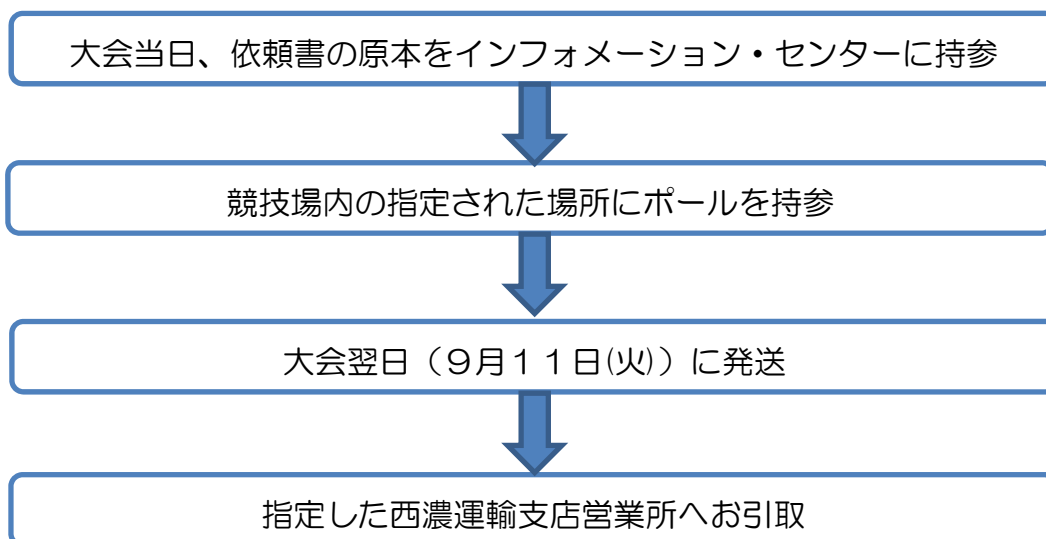 大会当日、依頼書の原本をインフォメーション・センターに持参
競技場内の指定された場所にポールを持参
大会翌日（９月１１日(火)）に発送
指定した西濃運輸支店営業所へお引取